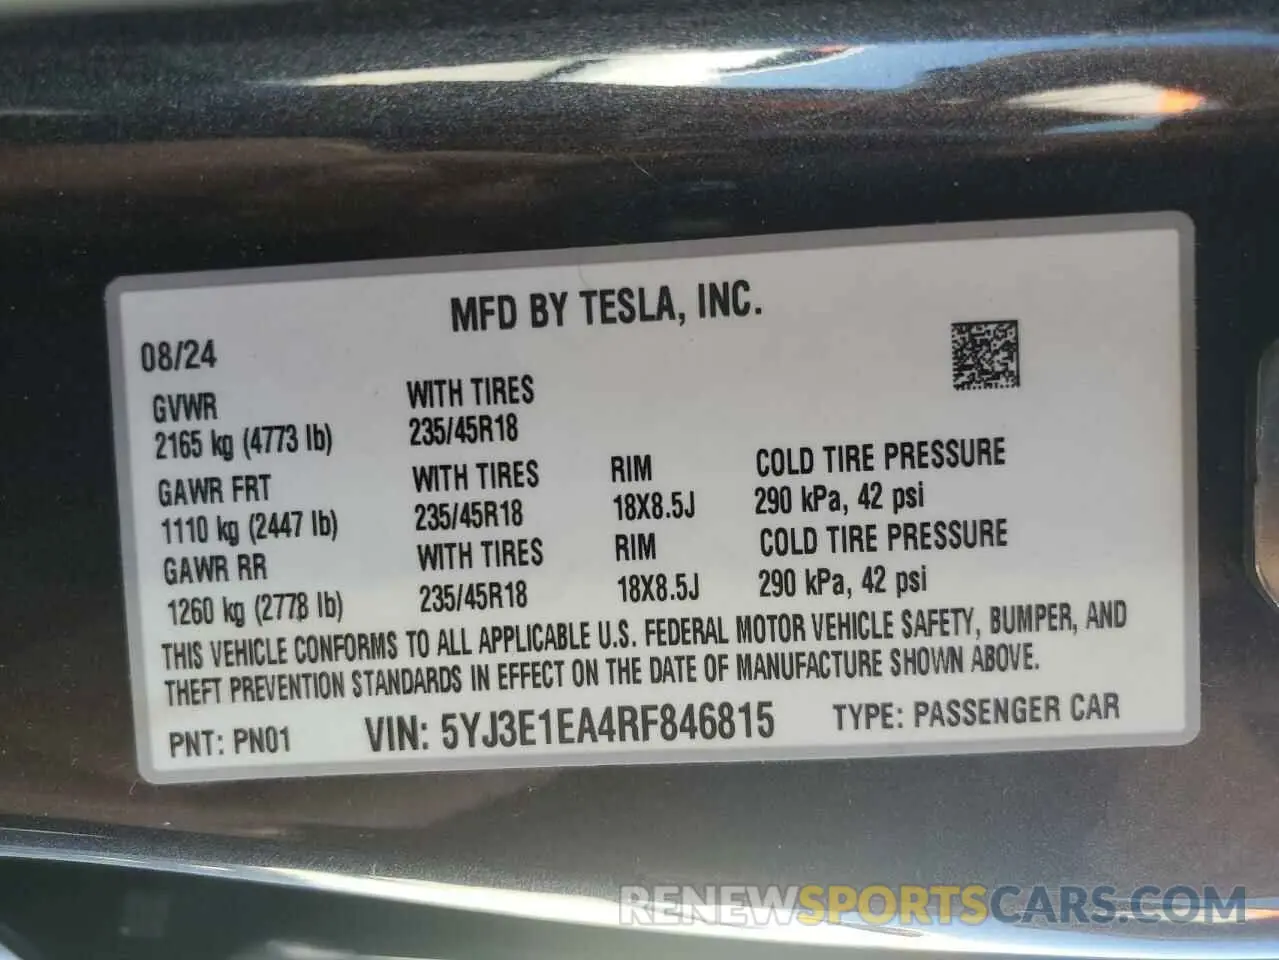 MFD BY TESLA, INC.
08/24
GVWR WITH TIRES
2165 kg (4773 lb) 235/45R18
GAWR FRT WITH TIRES RIM COLD TIRE PRESSURE
1110 kg (2447 lb) 235/45R18 18X8.5J 290 kPa, 42 psi
GAWR RR WITH TIRES RIM COLD TIRE PRESSURE
1260 kg (2778 lb) 235/45R18 18X8.5J 290 kPa, 42 psi
THIS VEHICLE CONFORMS TO ALL APPLICABLE U.S. FEDERAL MOTOR VEHICLE SAFETY, BUMPER, AND
THEFT PREVENTION STANDARDS IN EFFECT ON THE DATE OF MANUFACTURE SHOWN ABOVE.
PNT: PN01 VIN: 5YJ3E1EA4RF846815 TYPE: PASSENGER CAR
RENEWSPORTSCARS.COM